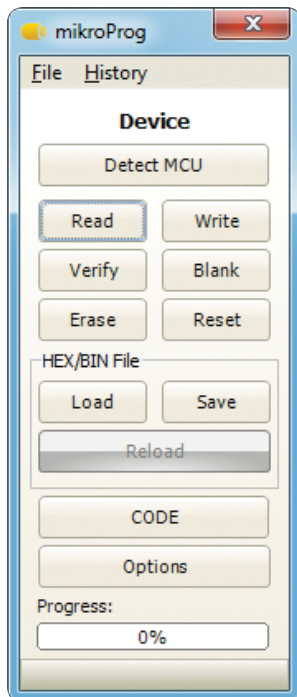 mikroProg
File History
Device
Detect MCU
Read Write
Verify Blank
Erase Reset
HEX/BIN File
Load Save
Reload
CODE
Options
Progress:
0%